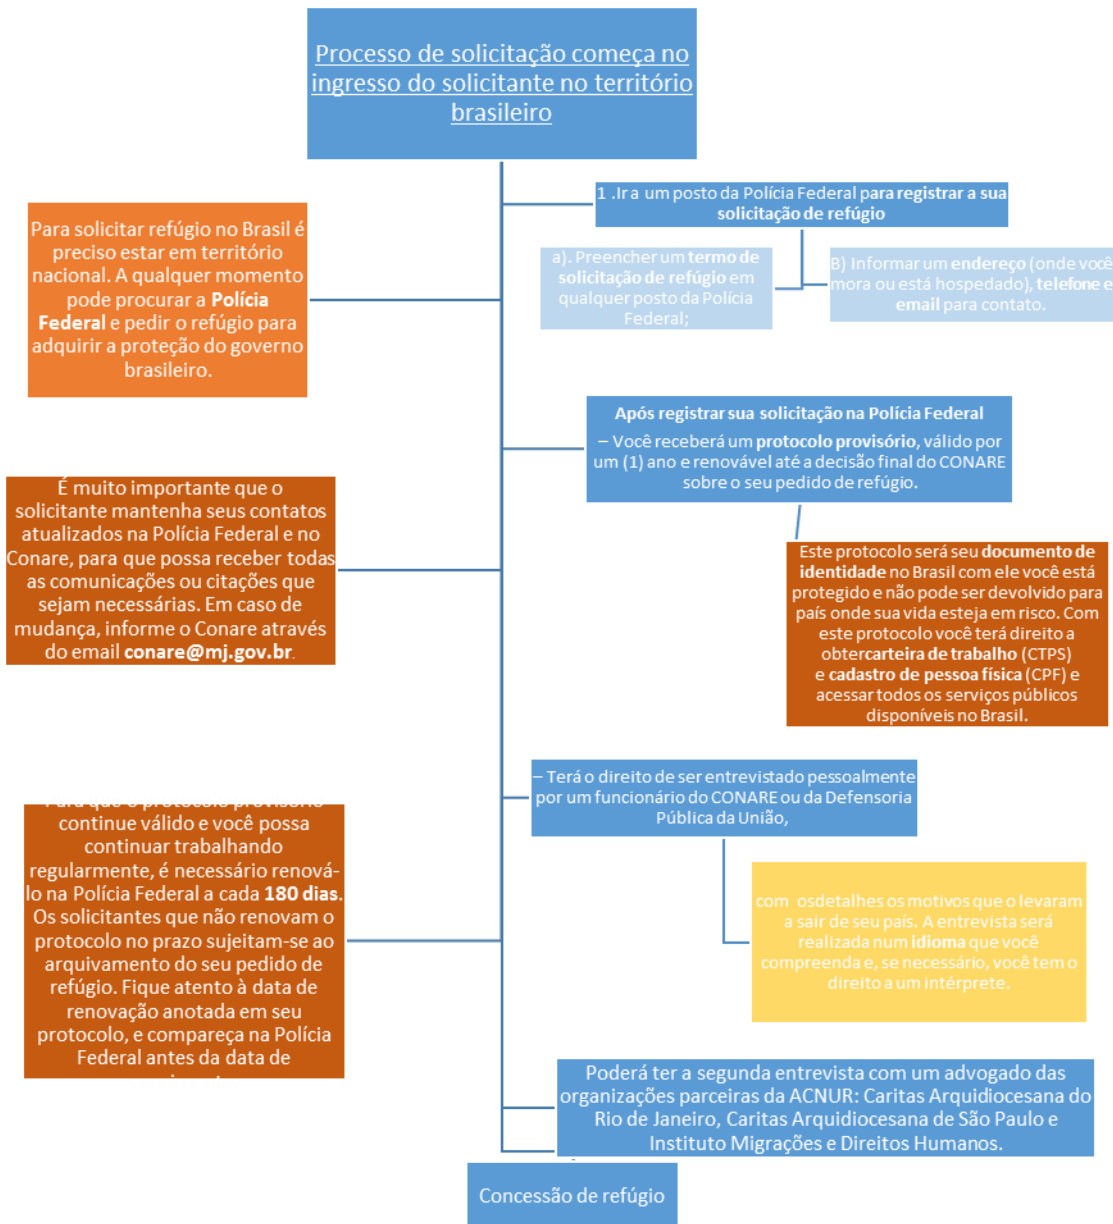 Processo de solicitação começa no
ingresso do solicitante no território
brasileiro
1 .Ir a um posto da Polícia Federal para registrar a sua
solicitação de refúgio
Para solicitar refúgio no Brasil é
preciso estar em território
nacional. A qualquer momento
pode procurar a Polícia
Federal e pedir o refúgio para
adquirir a proteção do governo
brasileiro.
a). Preencher um termo de
solicitação de refúgio em
qualquer posto da Polícia
Federal;
B) Informar um endereço (onde você
mora ou está hospedado), telefone e
email para contato.
Após registrar sua solicitação na Polícia Federal
– Você receberá um protocolo provisório, válido por
um (1) ano e renovável até a decisão final do CONARE
sobre o seu pedido de refúgio.
É muito importante que o
solicitante mantenha seus contatos
atualizados na Polícia Federal e no
Conare, para que possa receber todas
as comunicações ou citações que
sejam necessárias. Em caso de
mudança, informe o Conare através
do email conare@mj.gov.br.
Este protocolo será seu documento de
identidade no Brasil com ele você está
protegido e não pode ser devolvido para
país onde sua vida esteja em risco. Com
este protocolo você terá direito a
obtercarteira de trabalho (CTPS)
e cadastro de pessoa física (CPF) e
acessar todos os serviços públicos
disponíveis no Brasil.
– Terá o direito de ser entrevistado pessoalmente
por um funcionário do CONARE ou da Defensoria
Pública da União,
Para que o protocolo provisório
continue válido e você possa
continuar trabalhando
regularmente, é necessário renová-
lo na Polícia Federal a cada 180 dias.
Os solicitantes que não renovam o
protocolo no prazo sujeitam-se ao
arquivamento do seu pedido de
refúgio. Fique atento à data de
renovação anotada em seu
protocolo, e compareça na Polícia
Federal antes da data de
com osdetalhes os motivos que o levaram
a sair de seu país. A entrevista será
realizada num idioma que você
compreenda e, se necessário, você tem o
direito a um intérprete.
Poderá ter a segunda entrevista com um advogado das
organizações parceiras da ACNUR: Caritas Arquidiocesana do
Rio de Janeiro, Caritas Arquidiocesana de São Paulo e
Instituto Migrações e Direitos Humanos.
Concessão de refúgio